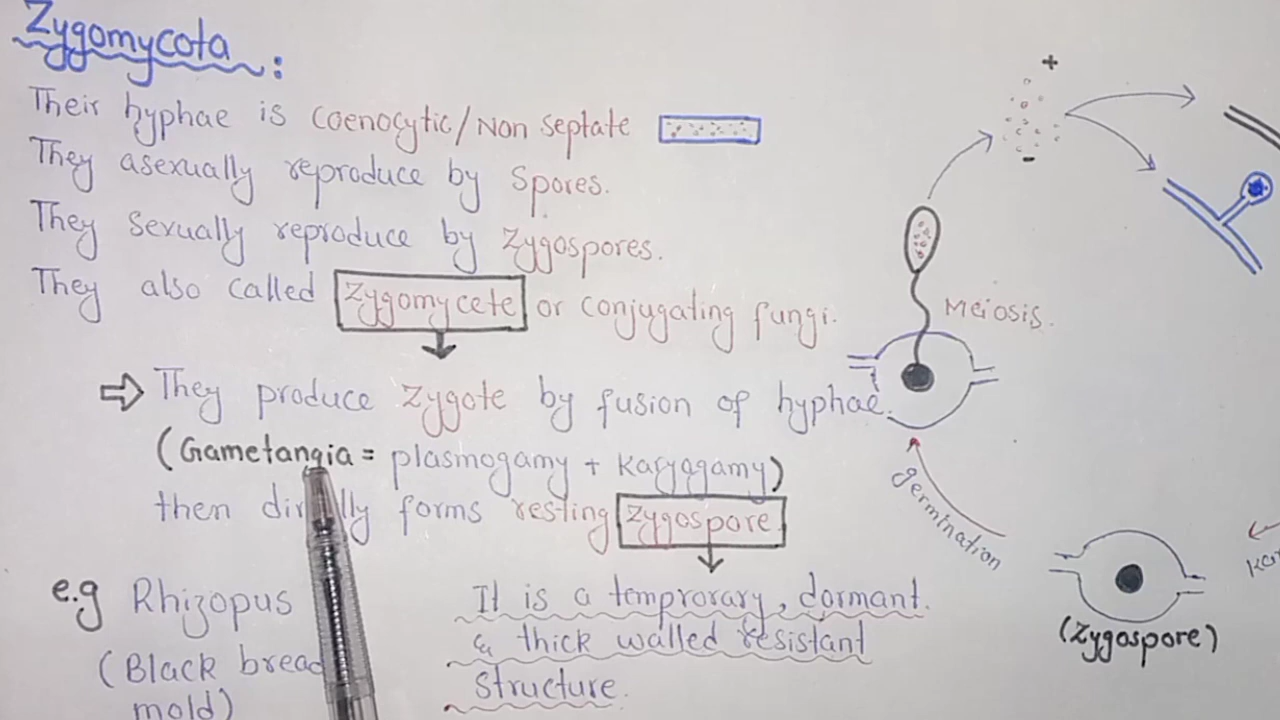 Zygomycota :
Their hyphae is coenocytic/Non septate
They asexually reproduce by Spores.
They sexually reproduce by Zygospores.
They also called Zygomycete or conjugating fungi.
They produce Zygote by fusion of hyphae.
(Gametangia = plasmogamy + Karyogamy)
then forms resting Zygospore.
e.g Rhizopus
(Black bread
mold)
It is a temprorary, dormant.
& thick walled resistant
structure.
+
-
Meiosis.
germination
(Zygospore)